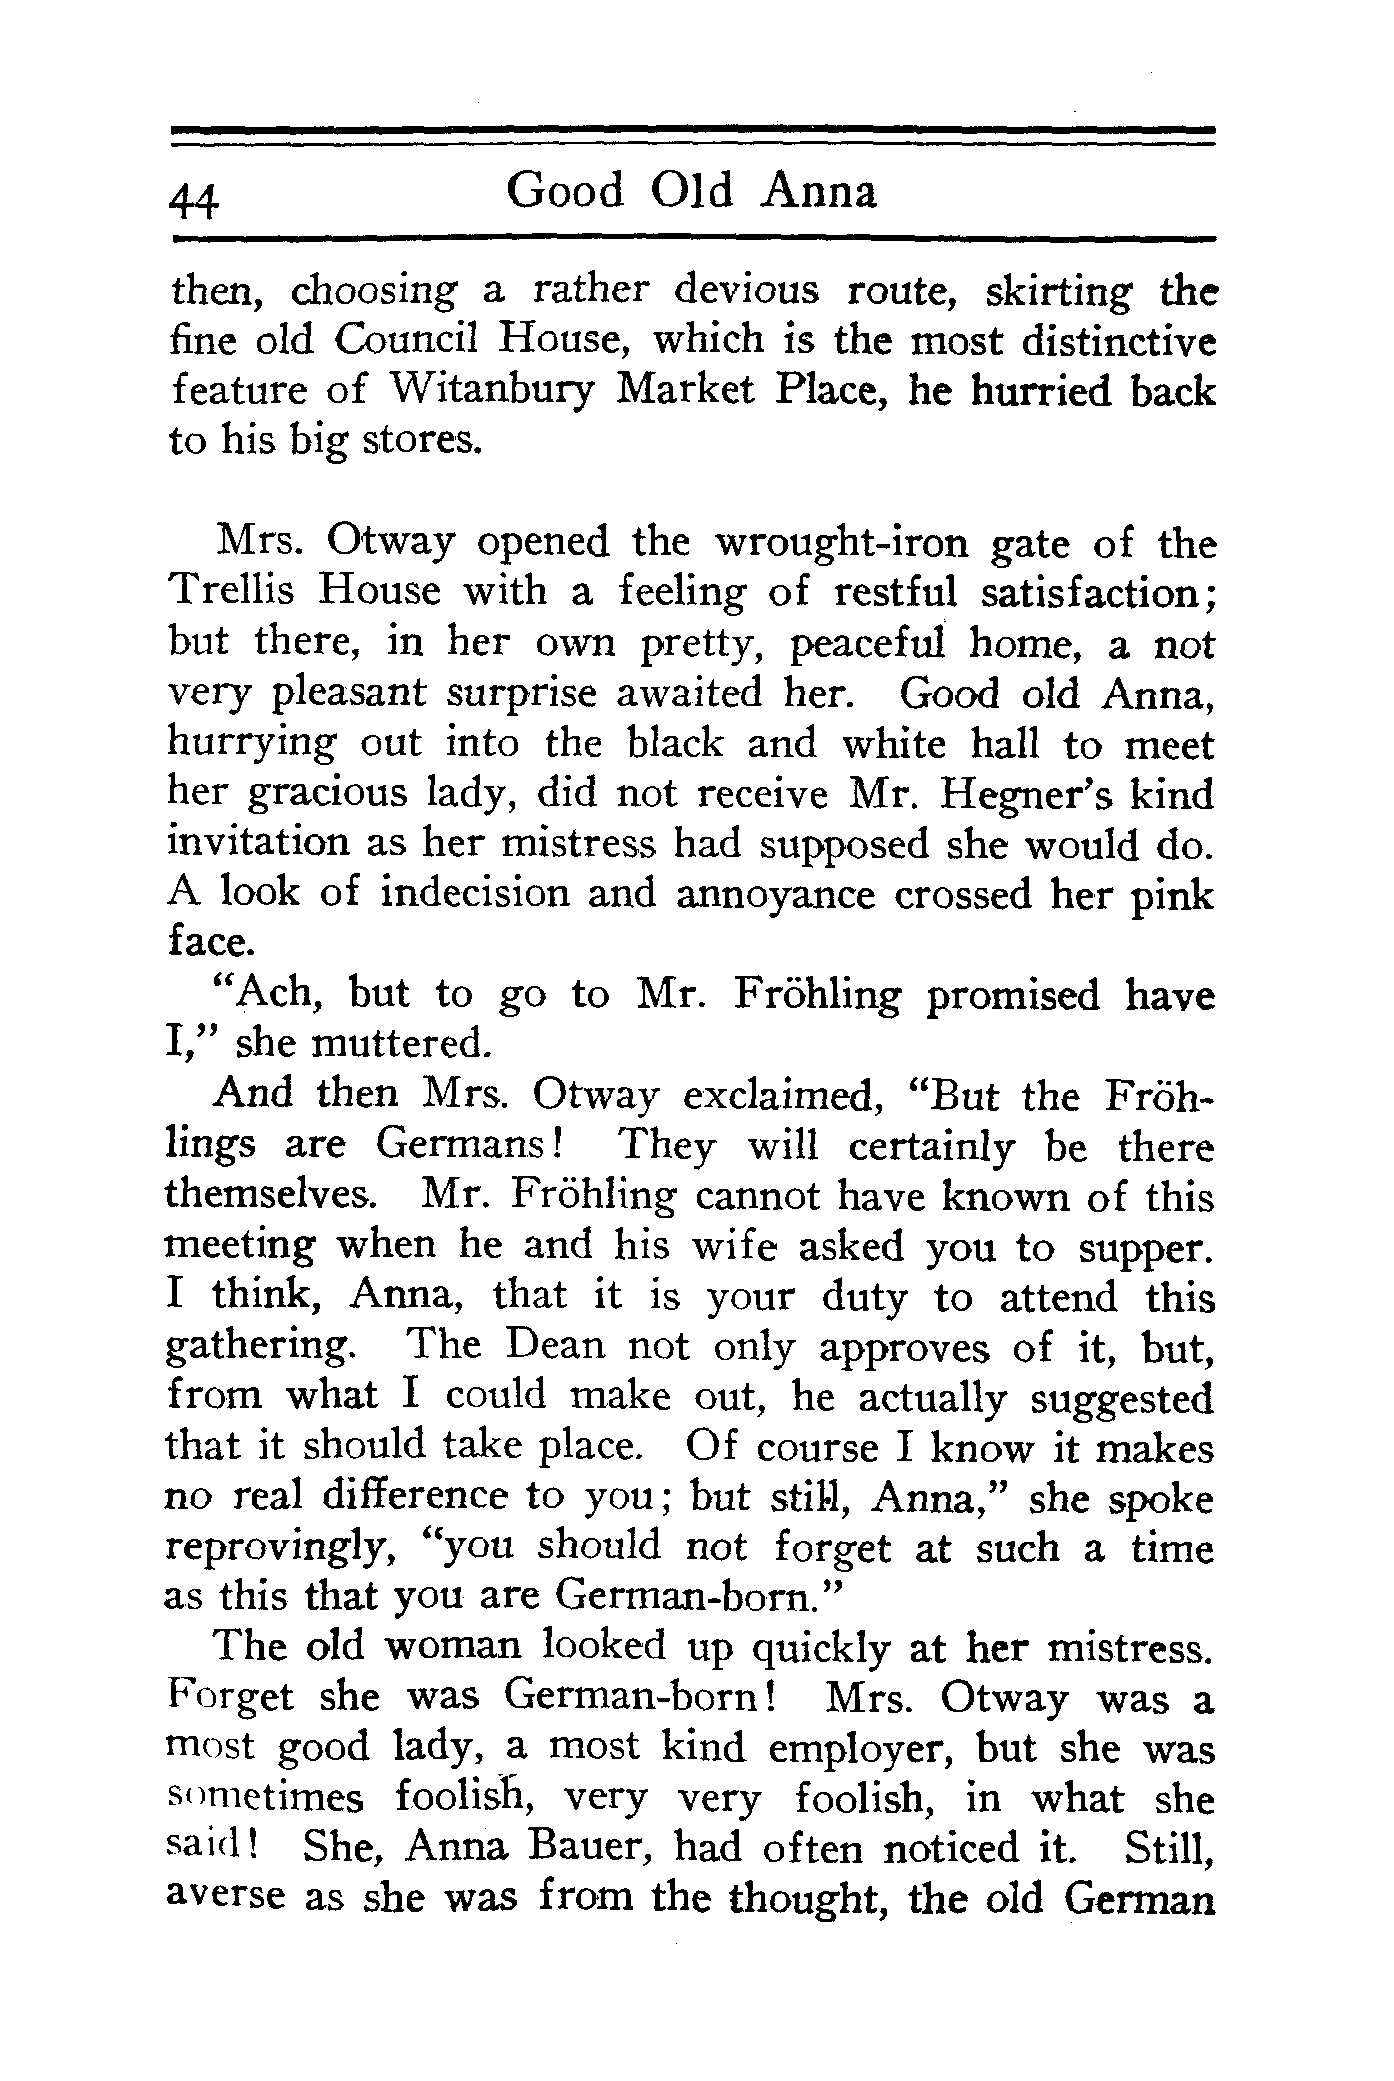 44 Good Old Anna
then, choosing a rather devious route, skirting the
fine old Council House, which is the most distinctive
feature of Witanbury Market Place, he hurried back
to his big stores.
Mrs. Otway opened the wrought-iron gate of the
Trellis House with a feeling of restful satisfaction;
but there, in her own pretty, peaceful home, a not
very pleasant surprise awaited her. Good old Anna,
hurrying out into the black and white hall to meet
her gracious lady, did not receive Mr. Hegner's kind
invitation as her mistress had supposed she would do.
A look of indecision and annoyance crossed her pink
face.
"Ach, but to go to Mr. Fröhling promised have
I," she muttered.
And then Mrs. Otway exclaimed, "But the Fröh-
lings are Germans! They will certainly be there
themselves. Mr. Fröhling cannot have known of this
meeting when he and his wife asked you to supper.
I think, Anna, that it is your duty to attend this
gathering. The Dean not only approves of it, but,
from what I could make out, he actually suggested
that it should take place. Of course I know it makes
no real difference to you; but still, Anna," she spoke
reprovingly, "you should not forget at such a time
as this that you are German-born."
The old woman looked up quickly at her mistress.
Forget she was German-born! Mrs. Otway was a
most good lady, a most kind employer, but she was
sometimes foolish, very very foolish, in what she
said! She, Anna Bauer, had often noticed it. Still,
averse as she was from the thought, the old German